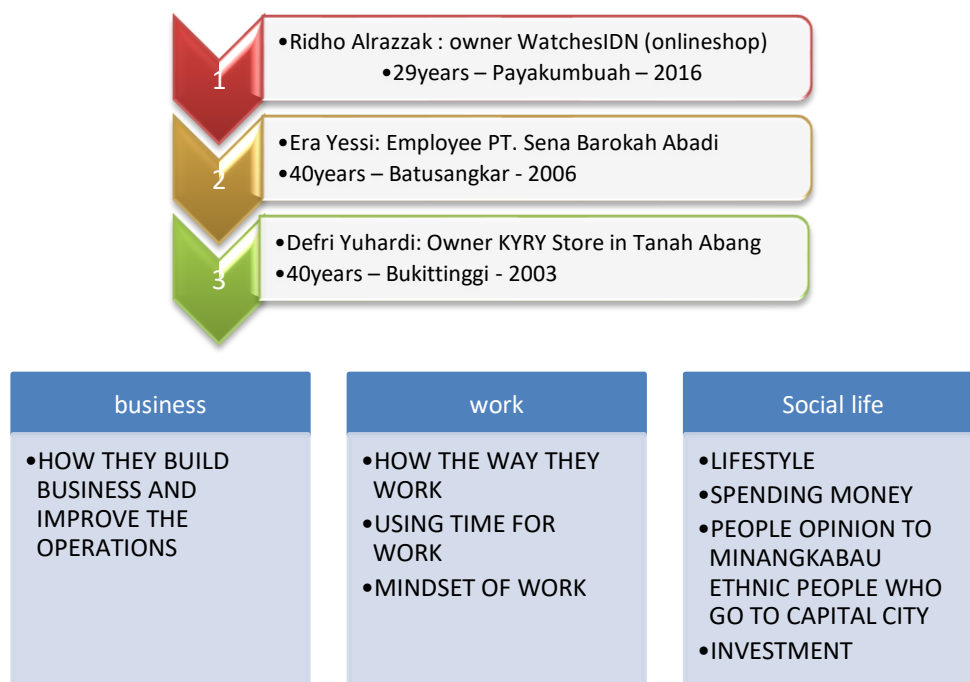 1
•Ridho Alrazzak : owner WatchesIDN (onlineshop)
•29years – Payakumbuah – 2016
2
•Era Yessi: Employee PT. Sena Barokah Abadi
•40years – Batusangkar - 2006
3
•Defri Yuhardi: Owner KYRY Store in Tanah Abang
•40years – Bukittinggi - 2003
business
•HOW THEY BUILD
BUSINESS AND
IMPROVE THE
OPERATIONS
work
•HOW THE WAY THEY
WORK
•USING TIME FOR
WORK
•MINDSET OF WORK
Social life
•LIFESTYLE
•SPENDING MONEY
•PEOPLE OPINION TO
MINANGKABAU
ETHNIC PEOPLE WHO
GO TO CAPITAL CITY
•INVESTMENT